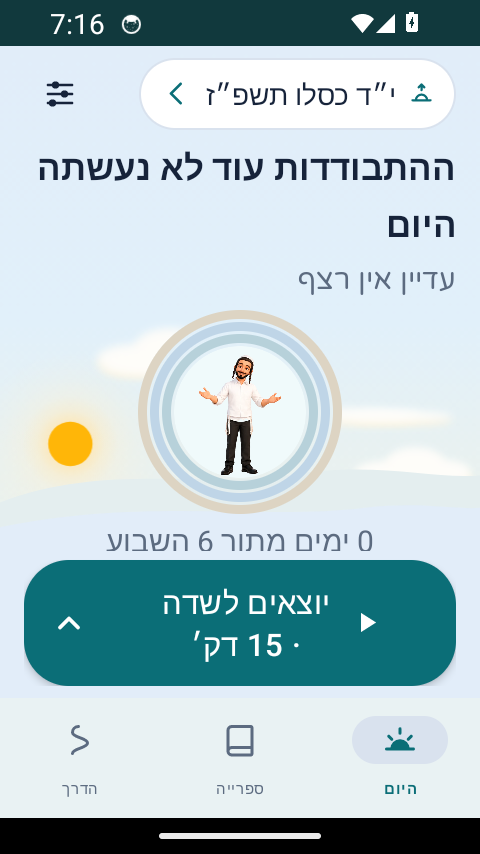 7:16
י״ד כסלו תשפ״ז
ההתבודדות עוד לא נעשתה
היום
עדיין אין רצף
0 ימים מתוך 6 השבוע
יוצאים לשדה
· 15 דק׳
היום
ספרייה
הדרך